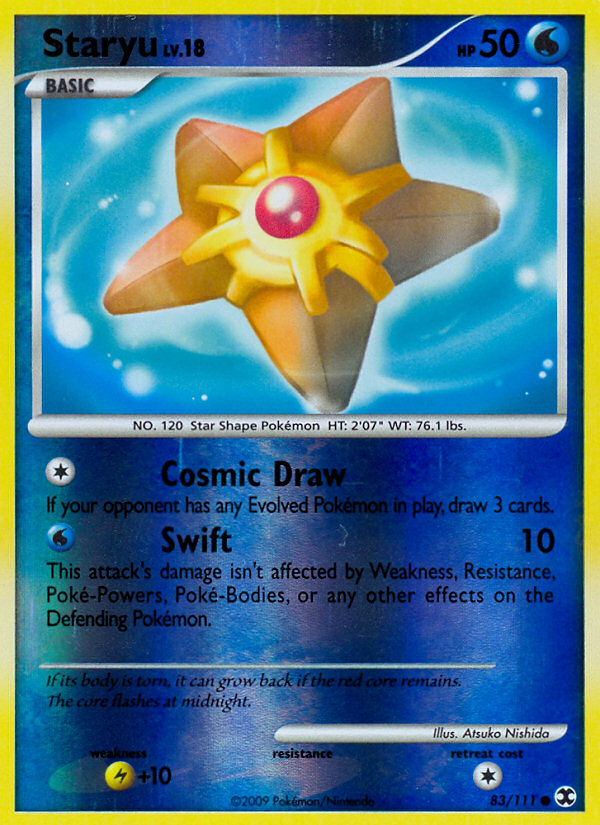 Staryu LV.18 HP 50
BASIC
NO. 120 Star Shape Pokémon HT: 2'07" WT: 76.1 lbs.
Cosmic Draw
If your opponent has any Evolved Pokémon in play, draw 3 cards.
Swift 10
This attack's damage isn't affected by Weakness, Resistance,
Poké-Powers, Poké-Bodies, or any other effects on the
Defending Pokémon.
If its body is torn, it can grow back if the red core remains.
The core flashes at midnight.
Illus. Atsuko Nishida
weakness resistance retreat cost
+10
©2009 Pokémon/Nintendo 83/111